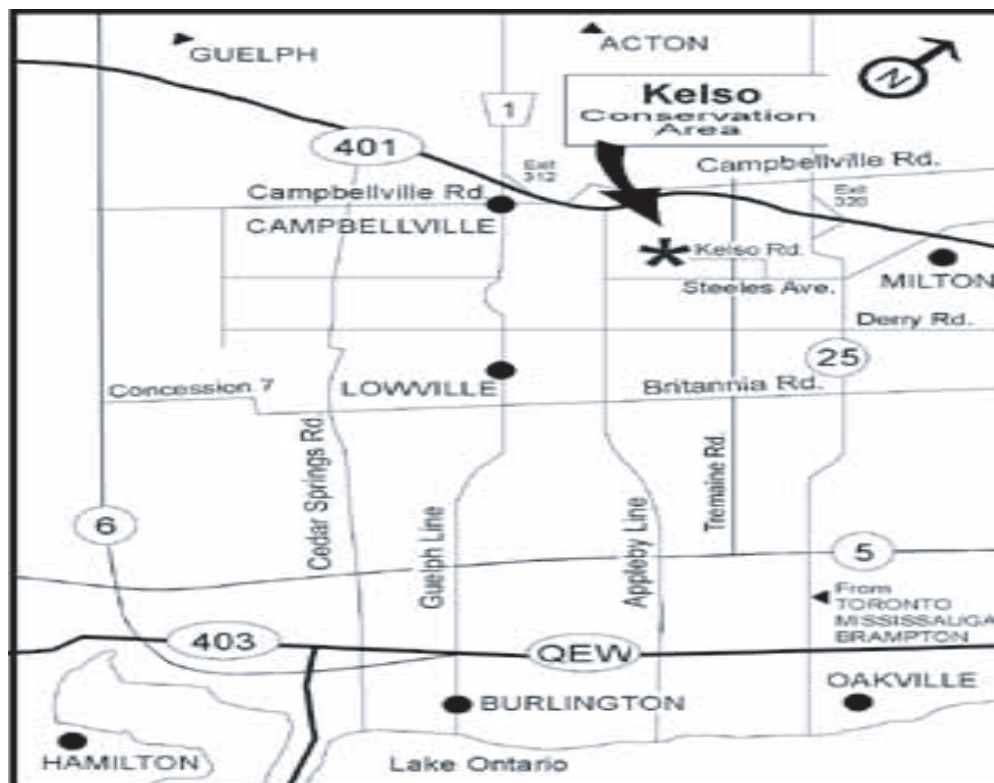 GUELPH
ACTON
N
Kelso
Conservation
Area
1
401
Exit
312
Campbellville Rd.
Campbellville Rd.
Exit
320
CAMPBELLVILLE
Kelso Rd.
Steeles Ave.
MILTON
Derry Rd.
25
LOWVILLE
Concession 7
Britannia Rd.
Cedar Springs Rd
Guelph Line
Appleby Line
Tremaine Rd.
6
5
From
TORONTO
MISSISSAUGA
BRAMPTON
403
QEW
BURLINGTON
OAKVILLE
HAMILTON
Lake Ontario